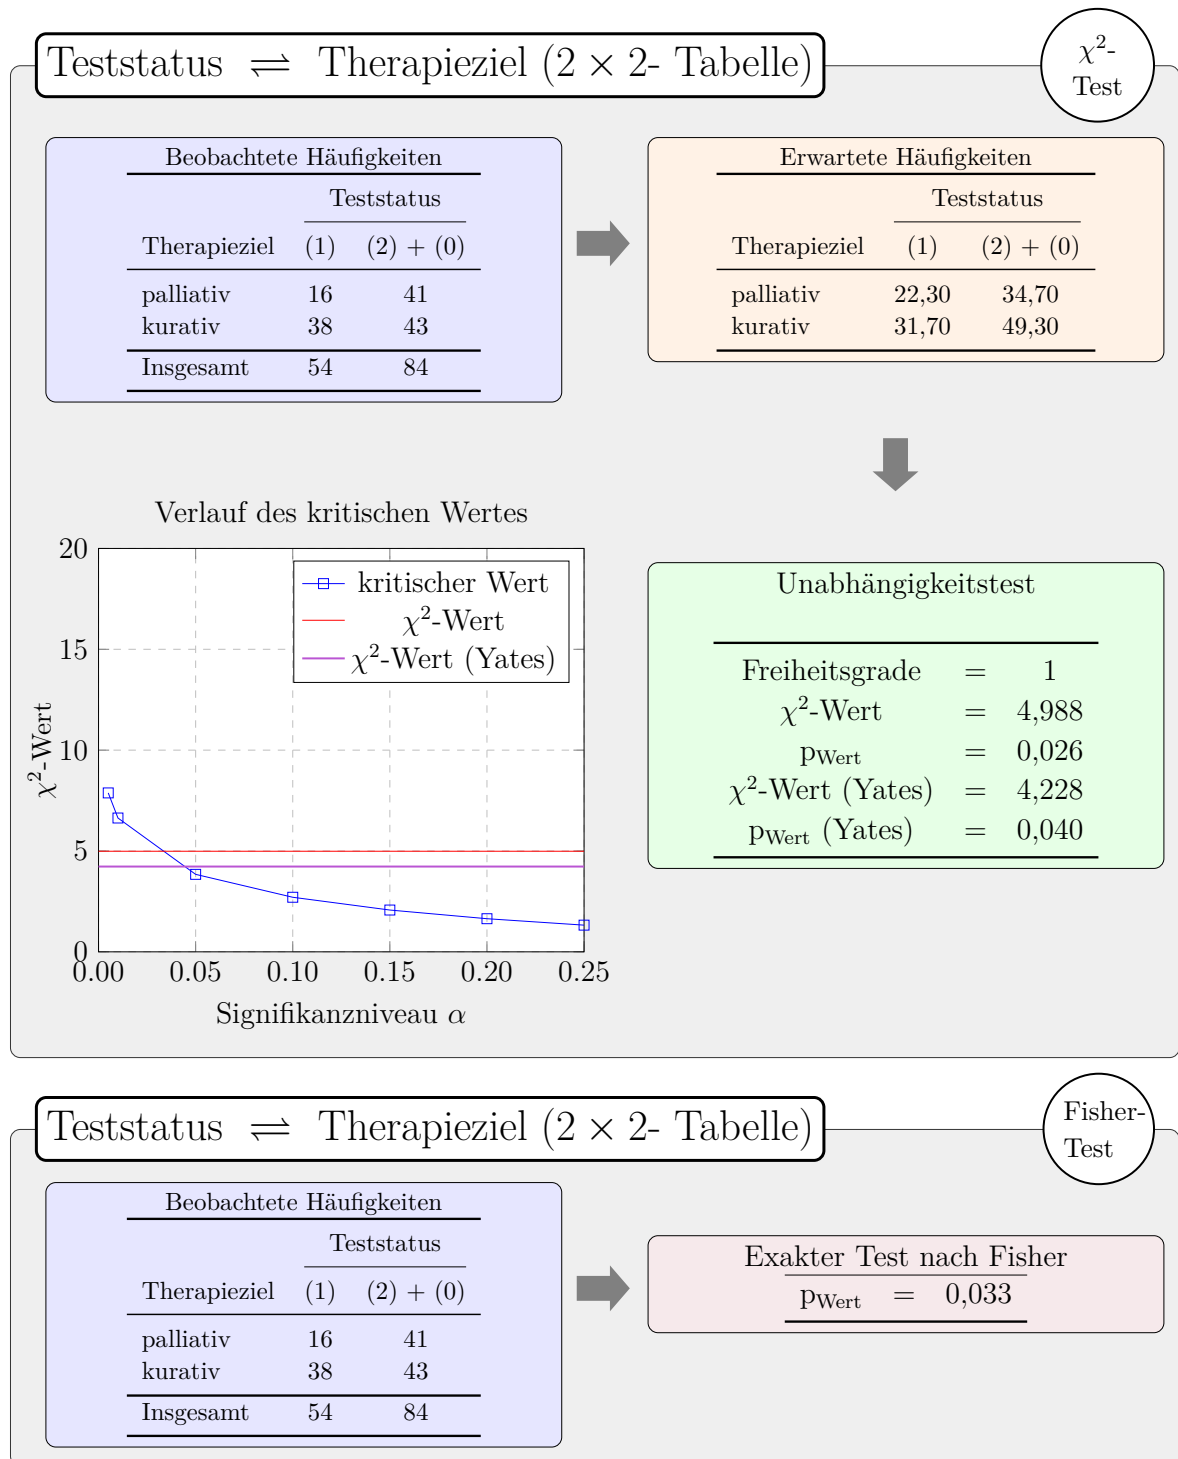 Teststatus ⇌ Therapieziel (2 × 2- Tabelle)
χ²-
Test
Beobachtete Häufigkeiten
Teststatus
Therapieziel (1) (2) + (0)
palliativ 16 41
kurativ 38 43
Insgesamt 54 84
Erwartete Häufigkeiten
Teststatus
Therapieziel (1) (2) + (0)
palliativ 22,30 34,70
kurativ 31,70 49,30
Verlauf des kritischen Wertes
kritischer Wert
χ²-Wert
χ²-Wert (Yates)
20
15
10
5
0
χ²-Wert
0.00 0.05 0.10 0.15 0.20 0.25
Signifikanzniveau α
Unabhängigkeitstest
Freiheitsgrade = 1
χ²-Wert = 4,988
pWert = 0,026
χ²-Wert (Yates) = 4,228
pWert (Yates) = 0,040
Teststatus ⇌ Therapieziel (2 × 2- Tabelle)
Fisher-
Test
Beobachtete Häufigkeiten
Teststatus
Therapieziel (1) (2) + (0)
palliativ 16 41
kurativ 38 43
Insgesamt 54 84
Exakter Test nach Fisher
pWert = 0,033